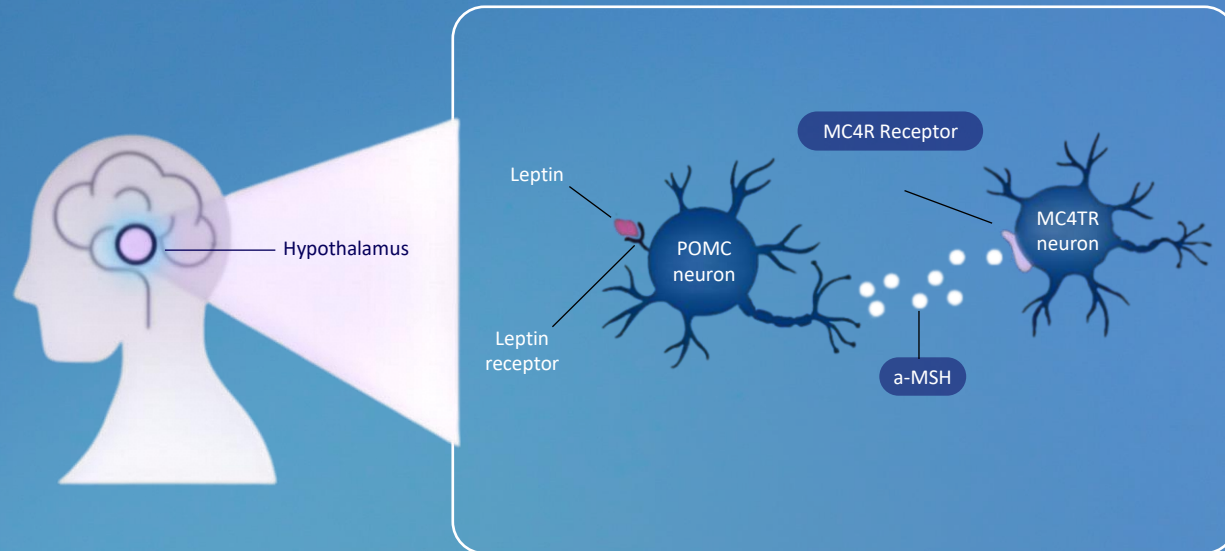 Hypothalamus
Leptin
Leptin
receptor
POMC
neuron
MC4R Receptor
a-MSH
MC4TR
neuron